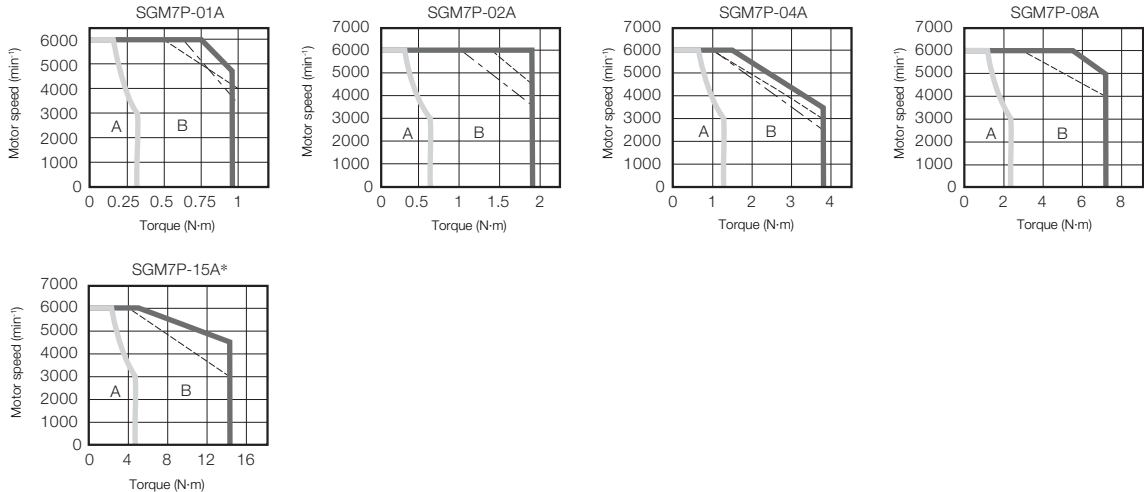 SGM7P-01A
Motor speed (min⁻¹)
6000
5000
4000
3000
2000
1000
0
A
B
0 0.25 0.5 0.75 1
Torque (N·m)
SGM7P-02A
Motor speed (min⁻¹)
7000
6000
5000
4000
3000
2000
1000
0
A
B
0 0.5 1 1.5 2
Torque (N·m)
SGM7P-04A
Motor speed (min⁻¹)
7000
6000
5000
4000
3000
2000
1000
0
A
B
0 1 2 3 4
Torque (N·m)
SGM7P-08A
Motor speed (min⁻¹)
7000
6000
5000
4000
3000
2000
1000
0
A
B
0 2 4 6 8
Torque (N·m)
SGM7P-15A*
Motor speed (min⁻¹)
7000
6000
5000
4000
3000
2000
1000
0
A
B
0 4 8 12 16
Torque (N·m)